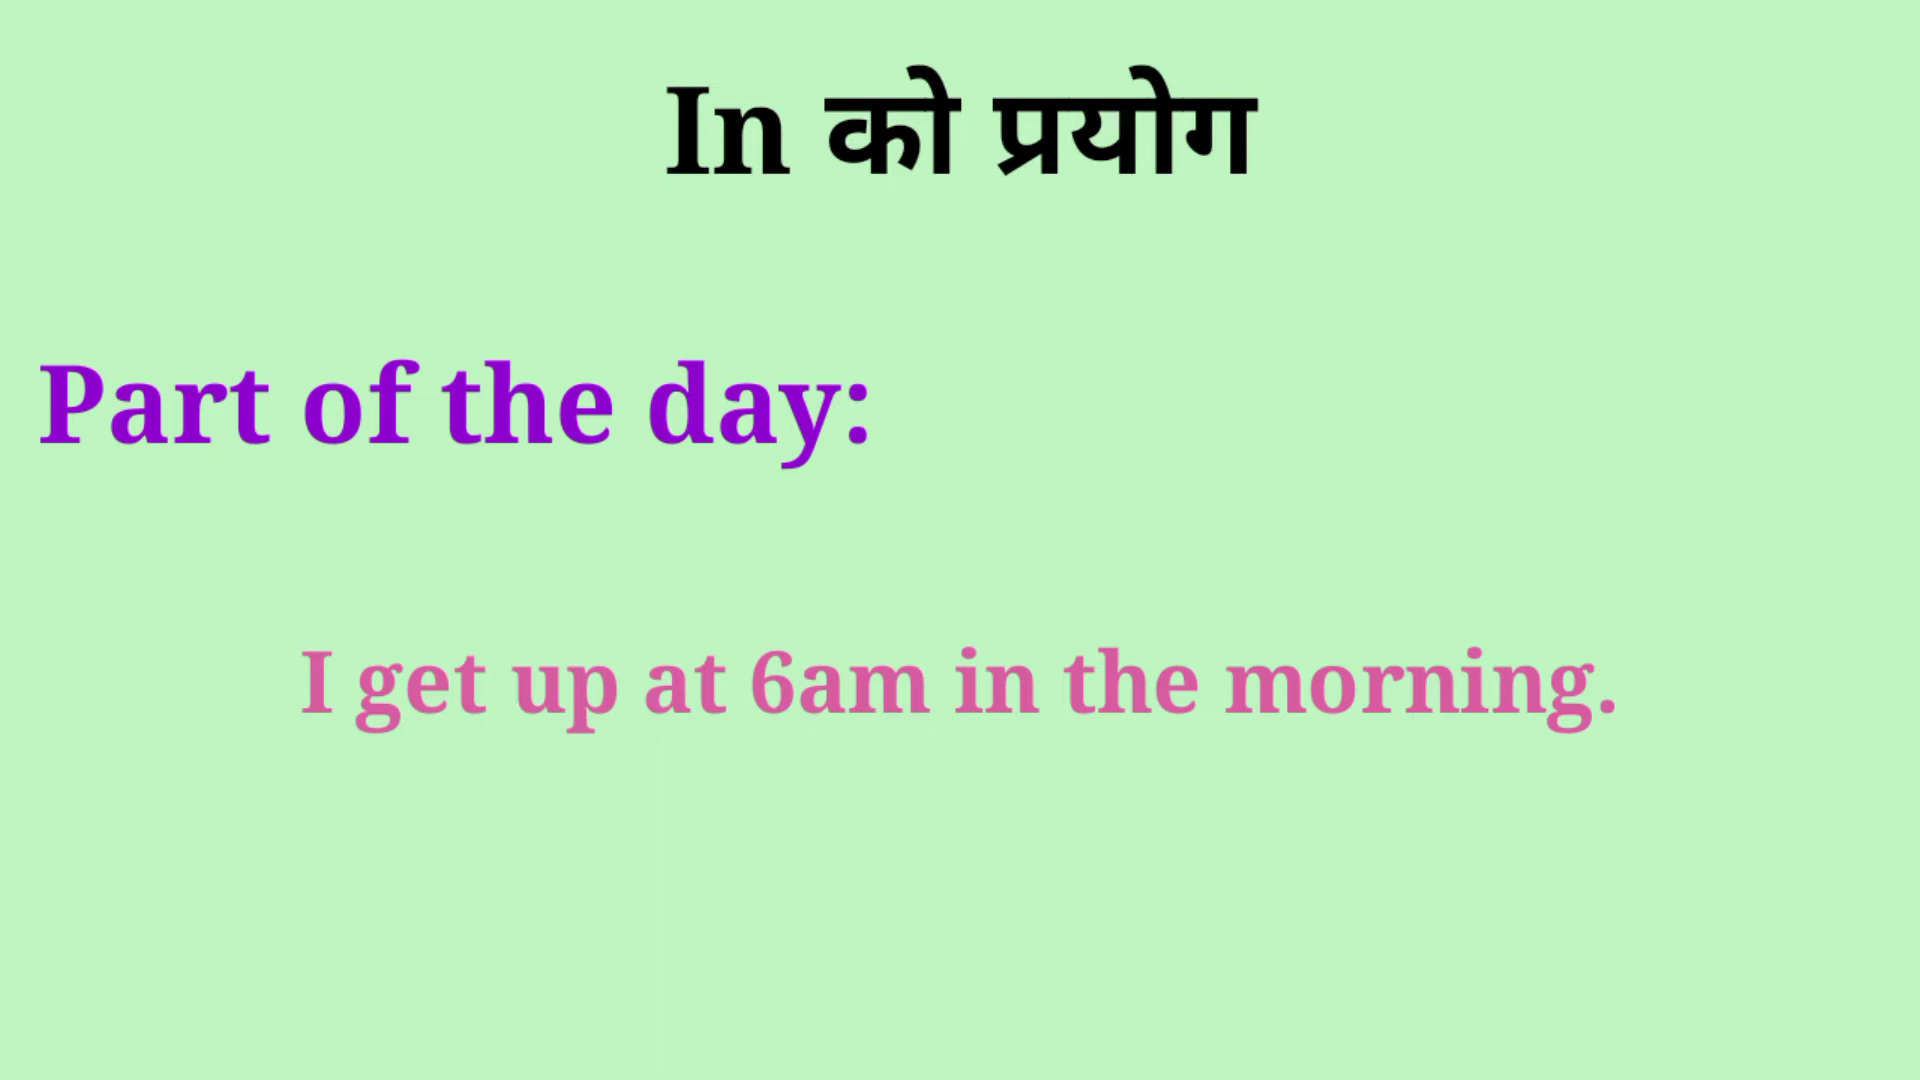 In को प्रयोग
Part of the day:
I get up at 6am in the morning.